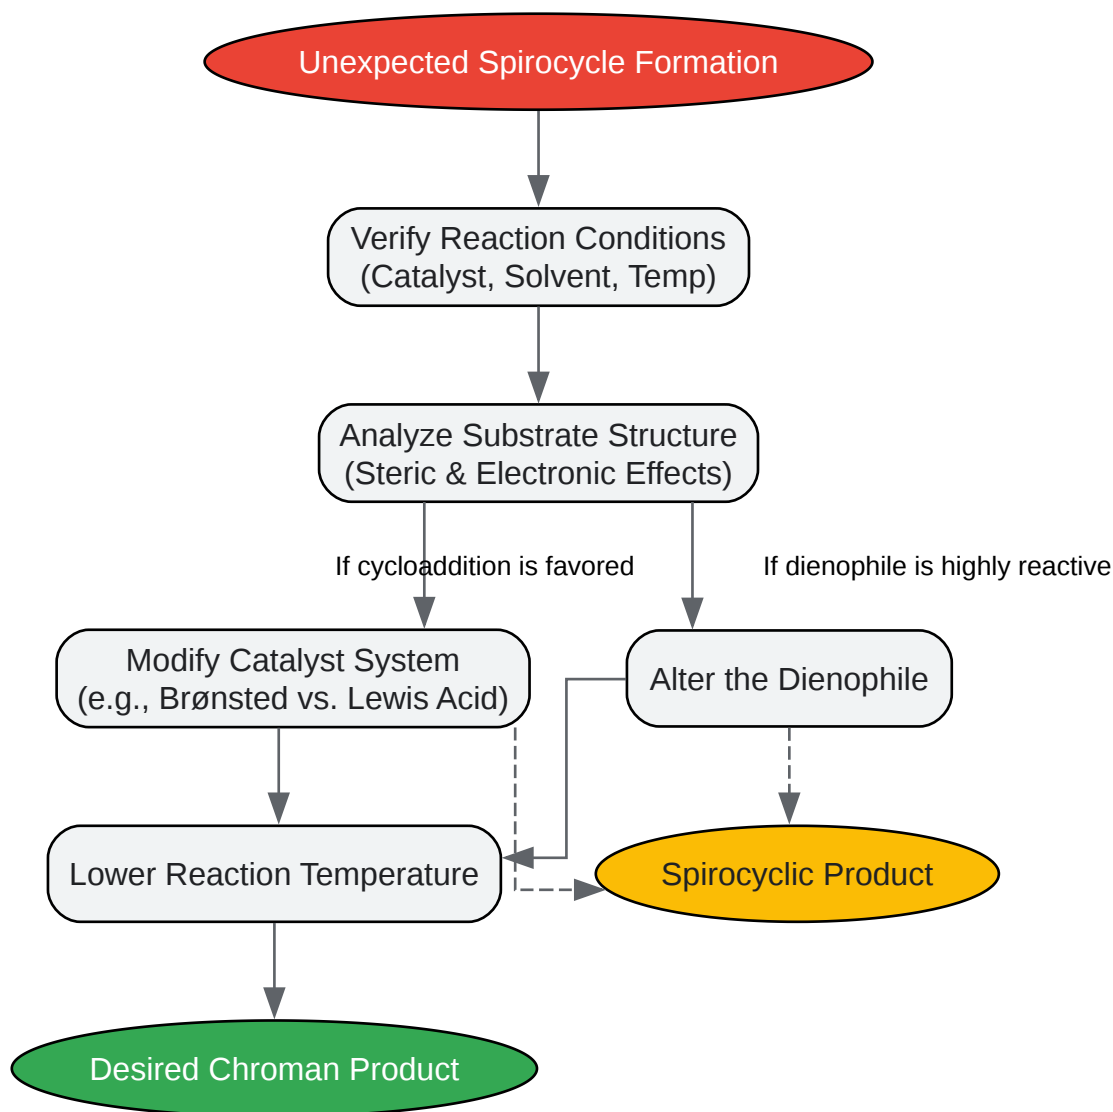 Unexpected Spirocycle Formation
Verify Reaction Conditions
(Catalyst, Solvent, Temp)
Analyze Substrate Structure
(Steric & Electronic Effects)
If cycloaddition is favored
If dienophile is highly reactive
Modify Catalyst System
(e.g., Brønsted vs. Lewis Acid)
Alter the Dienophile
Lower Reaction Temperature
Spirocyclic Product
Desired Chroman Product